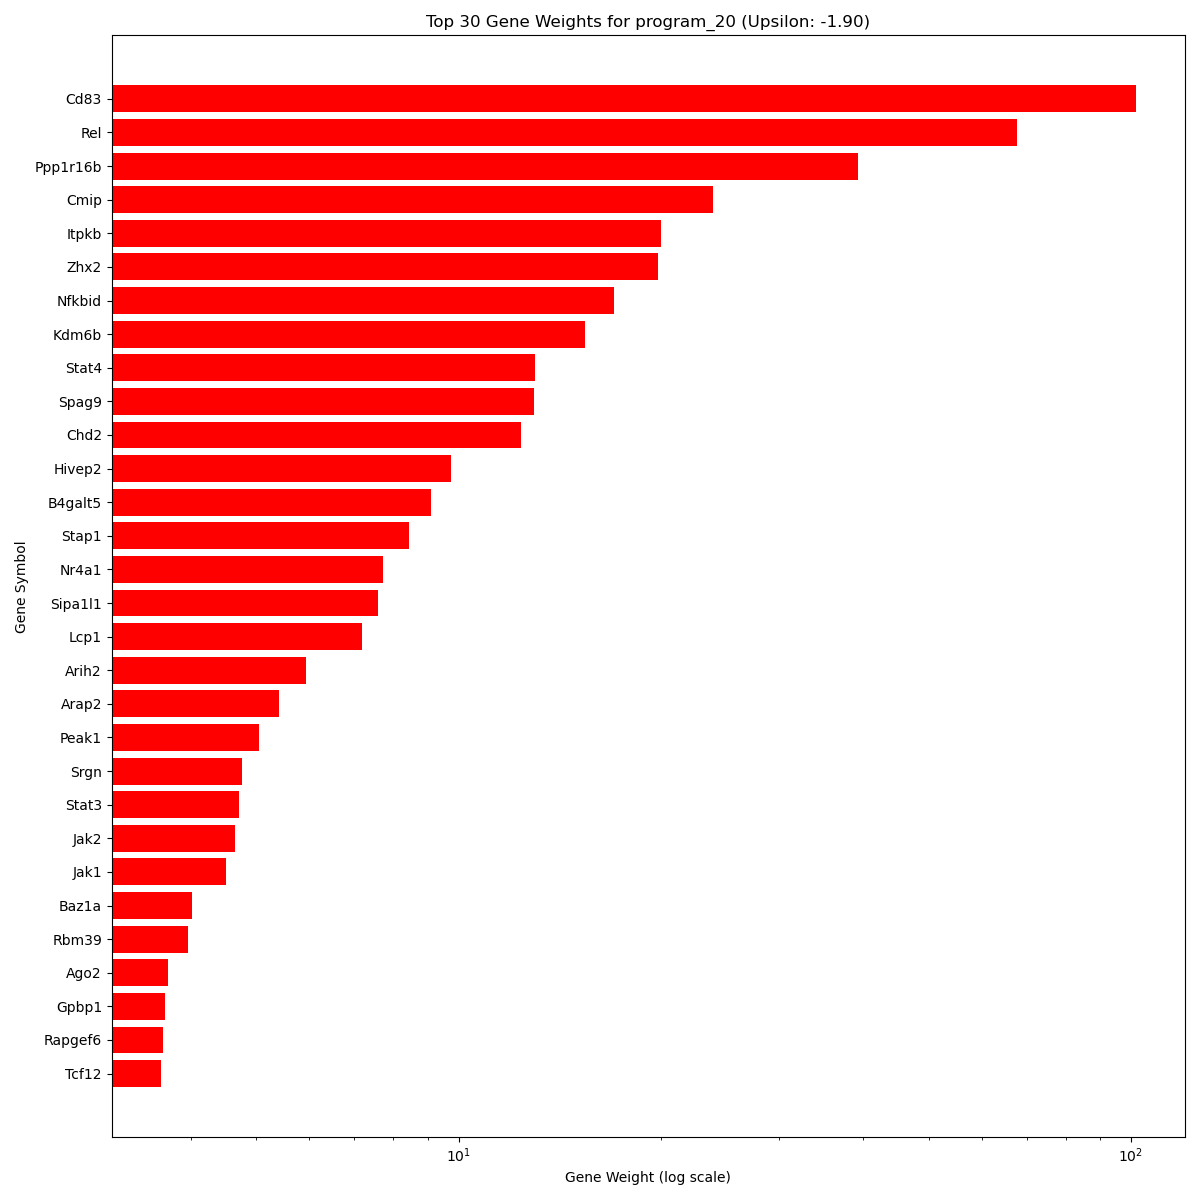 Top 30 Gene Weights for program_20 (Upsilon: -1.90)
Cd83
Rel
Ppp1r16b
Cmip
Itpkb
Zhx2
Nfkbid
Kdm6b
Stat4
Spag9
Chd2
Hivep2
B4galt5
Stap1
Nr4a1
Sipa1l1
Lcp1
Arih2
Arap2
Peak1
Srgn
Stat3
Jak2
Jak1
Baz1a
Rbm39
Ago2
Gpbp1
Rapgef6
Tcf12
Gene Symbol
10¹ 10²
Gene Weight (log scale)